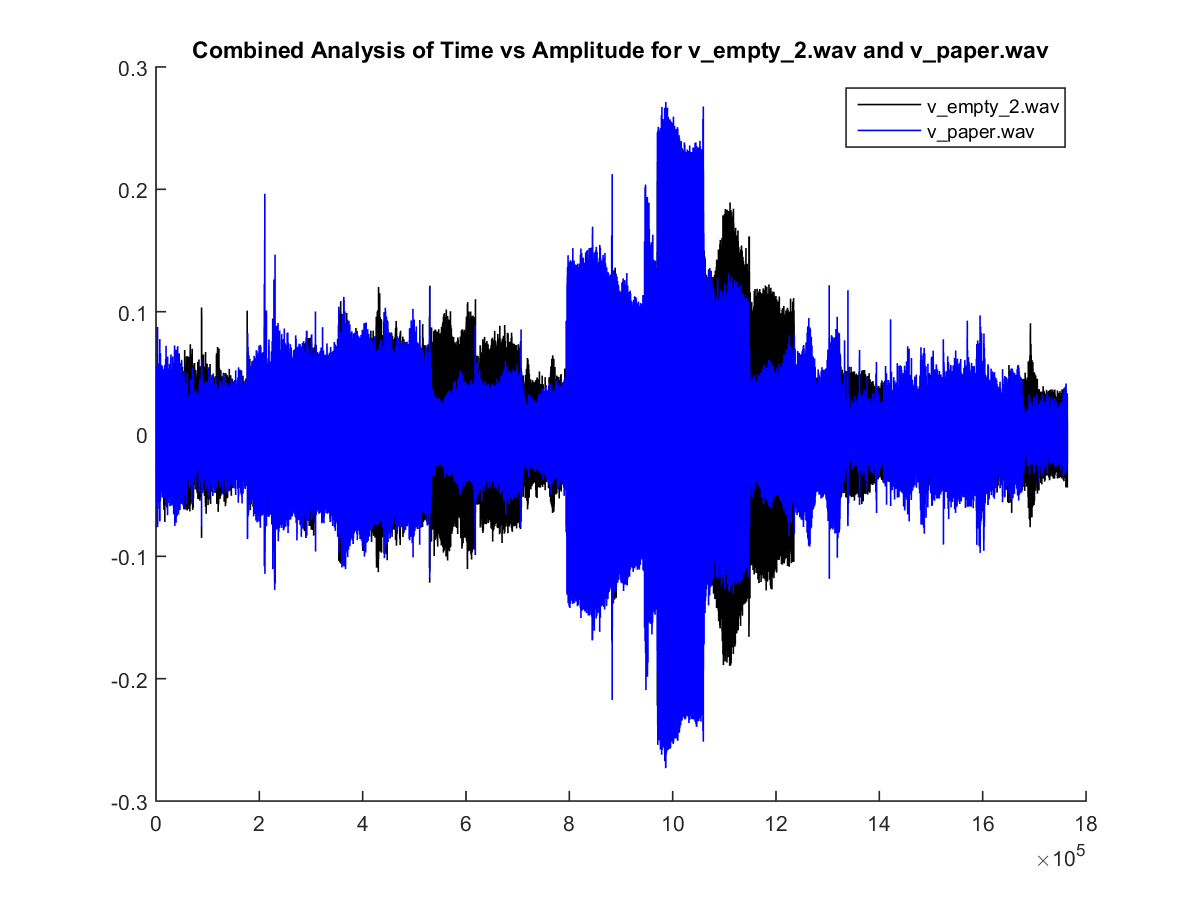 Combined Analysis of Time vs Amplitude for v_empty_2.wav and v_paper.wav
0.3
v_empty_2.wav
v_paper.wav
0.2
0.1
0
-0.1
-0.2
-0.3
0 2 4 6 8 10 12 14 16 18
×10^5